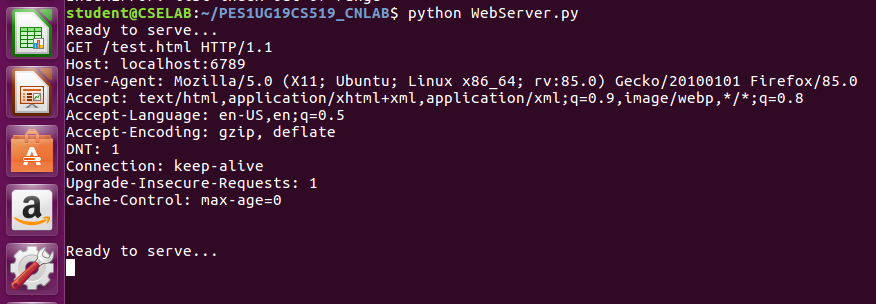 student@CSELAB:~/PES1UG19CS519_CNLAB$ python WebServer.py
Ready to serve...
GET /test.html HTTP/1.1
Host: localhost:6789
User-Agent: Mozilla/5.0 (X11; Ubuntu; Linux x86_64; rv:85.0) Gecko/20100101 Firefox/85.0
Accept: text/html,application/xhtml+xml,application/xml;q=0.9,image/webp,*/*;q=0.8
Accept-Language: en-US,en;q=0.5
Accept-Encoding: gzip, deflate
DNT: 1
Connection: keep-alive
Upgrade-Insecure-Requests: 1
Cache-Control: max-age=0
Ready to serve...